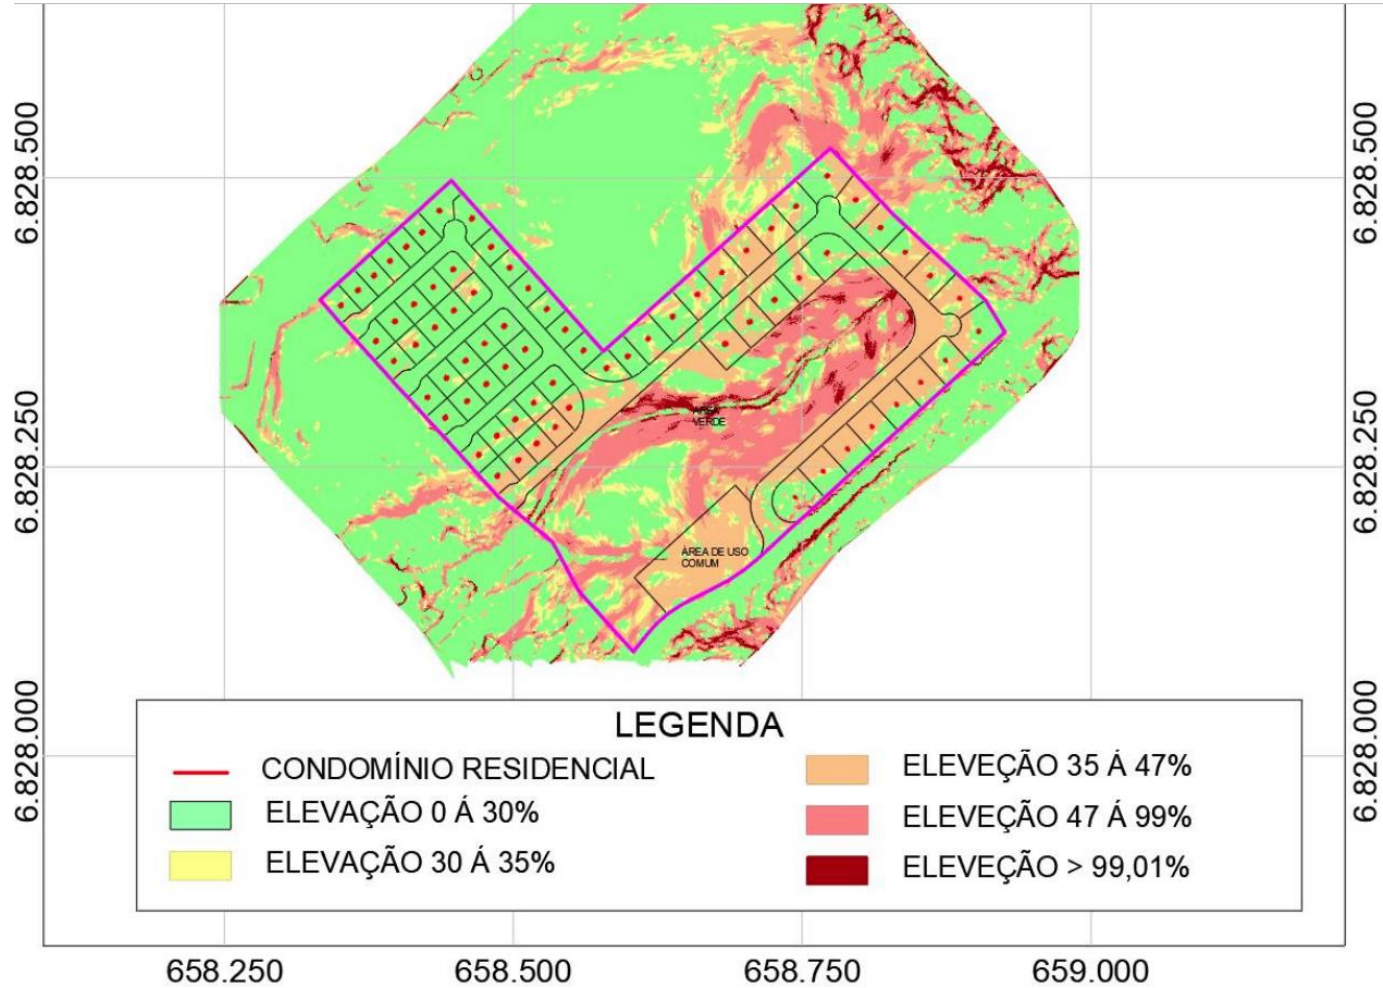 6.828.500
6.828.500
6.828.250
6.828.250
ÁREA
VERDE
ÁREA DE USO
COMUM
6.828.000
6.828.000
LEGENDA
CONDOMÍNIO RESIDENCIAL
ELEVAÇÃO 0 Á 30%
ELEVAÇÃO 30 Á 35%
ELEVEÇÃO 35 Á 47%
ELEVEÇÃO 47 Á 99%
ELEVEÇÃO > 99,01%
658.250
658.500
658.750
659.000